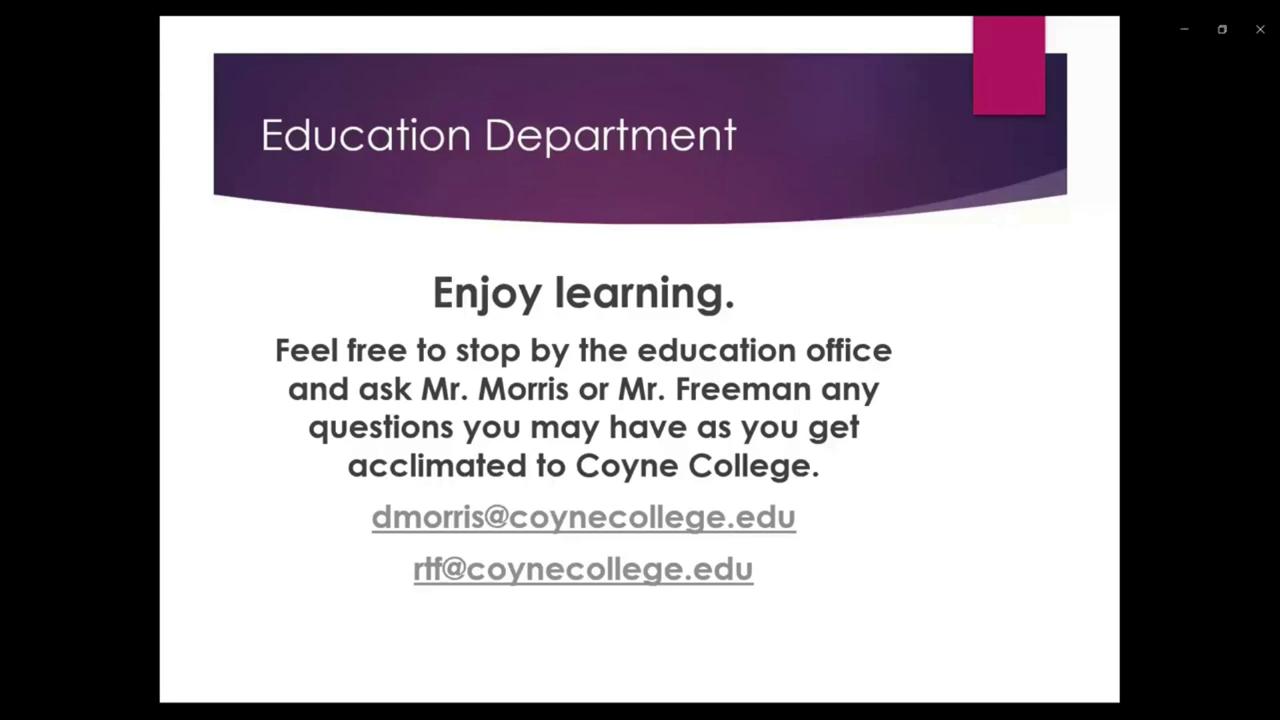 Education Department
Enjoy learning.
Feel free to stop by the education office
and ask Mr. Morris or Mr. Freeman any
questions you may have as you get
acclimated to Coyne College.
dmorris@coynecollege.edu
rtf@coynecollege.edu